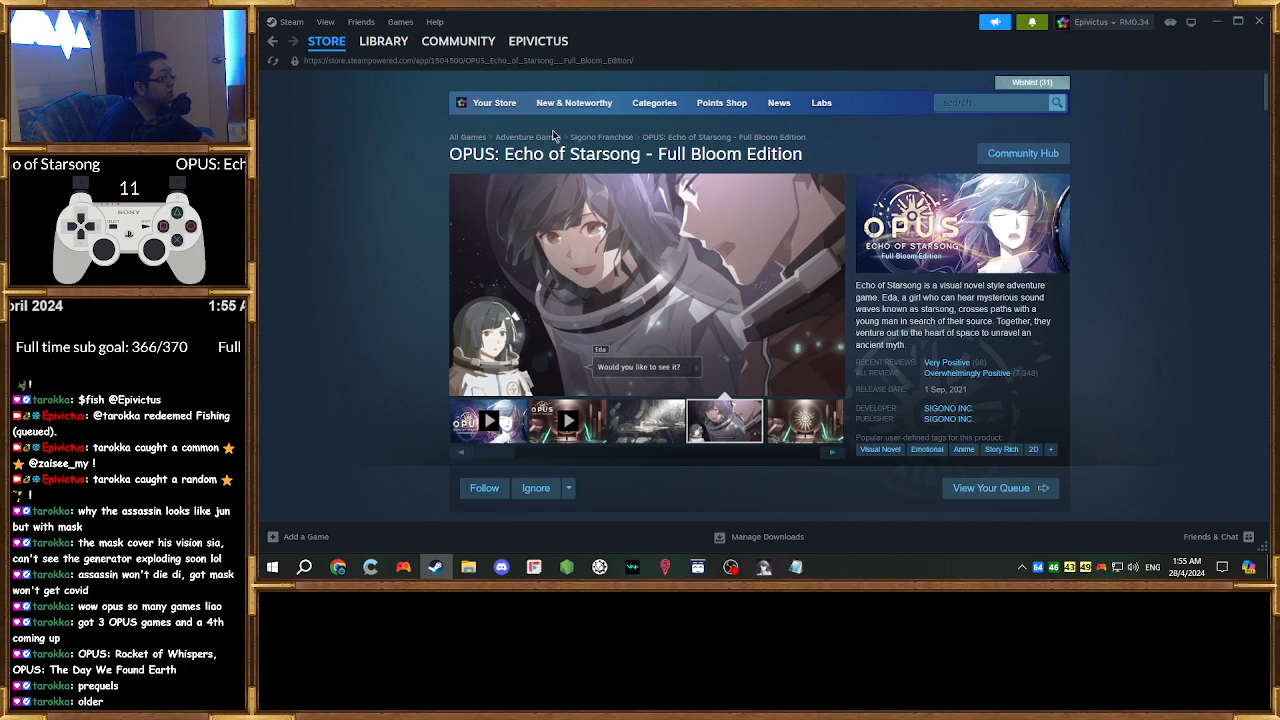 Steam View Friends Games Help
Epivictus RM0.34
STORE LIBRARY COMMUNITY EPIVICTUS
https://store.steampowered.com/app/1504500/OPUS_Echo_of_Starsong__Full_Bloom_Edition/
Wishlist (31)
Your Store New & Noteworthy Categories Points Shop News Labs search
All Games > Adventure Games > Sigono Franchise > OPUS: Echo of Starsong - Full Bloom Edition
OPUS: Echo of Starsong - Full Bloom Edition
Community Hub
Eda
Would you like to see it?
OPUS
ECHO OF STARSONG
Full Bloom Edition
Echo of Starsong is a visual novel style adventure
game. Eda, a girl who can hear mysterious sound
waves known as starsong, crosses paths with a
young man in search of their source. Together, they
venture out to the heart of space to unravel an
ancient myth.
RECENT REVIEWS: Very Positive (98)
ALL REVIEWS: Overwhelmingly Positive (7,348)
RELEASE DATE: 1 Sep, 2021
DEVELOPER: SIGONO INC.
PUBLISHER: SIGONO INC.
Popular user-defined tags for this product:
Visual Novel Emotional Anime Story Rich 2D +
Follow Ignore View Your Queue
Add a Game Manage Downloads Friends & Chat
64 46 43 49 ENG 1:55 AM
28/4/2024
o of Starsong OPUS: Ech
11
SONY
SELECT START
pril 2024 1:55 A
Full time sub goal: 366/370 Full
!
tarokka: $fish @Epivictus
Epivictus: @tarokka redeemed Fishing
(queued).
Epivictus: tarokka caught a common
@zaisee_my !
Epivictus: tarokka caught a random
!
tarokka: why the assassin looks like jun
but with mask
tarokka: the mask cover his vision sia,
can't see the generator exploding soon lol
tarokka: assassin won't die di, got mask
won't get covid
tarokka: wow opus so many games liao
tarokka: got 3 OPUS games and a 4th
coming up
tarokka: OPUS: Rocket of Whispers,
OPUS: The Day We Found Earth
tarokka: prequels
tarokka: older